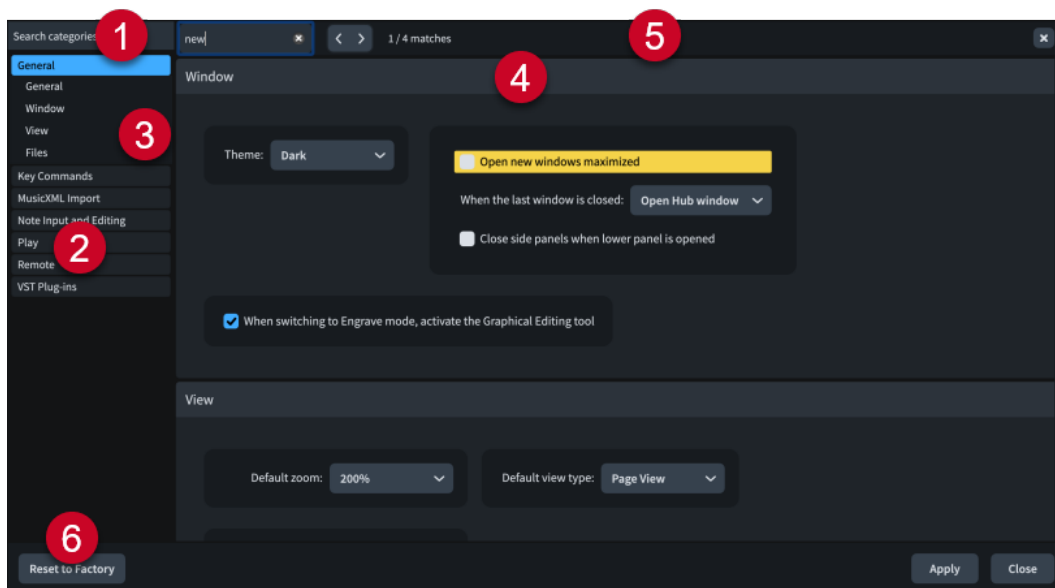 Search categories
1
new
1 / 4 matches
5
General
General
Window
View
Files
3
Key Commands
MusicXML Import
Note Input and Editing
Play
2
Remote
VST Plug-ins
Window
4
Theme: Dark
Open new windows maximized
When the last window is closed: Open Hub window
Close side panels when lower panel is opened
When switching to Engrave mode, activate the Graphical Editing tool
View
Default zoom: 200%
Default view type: Page View
6
Reset to Factory
Apply
Close